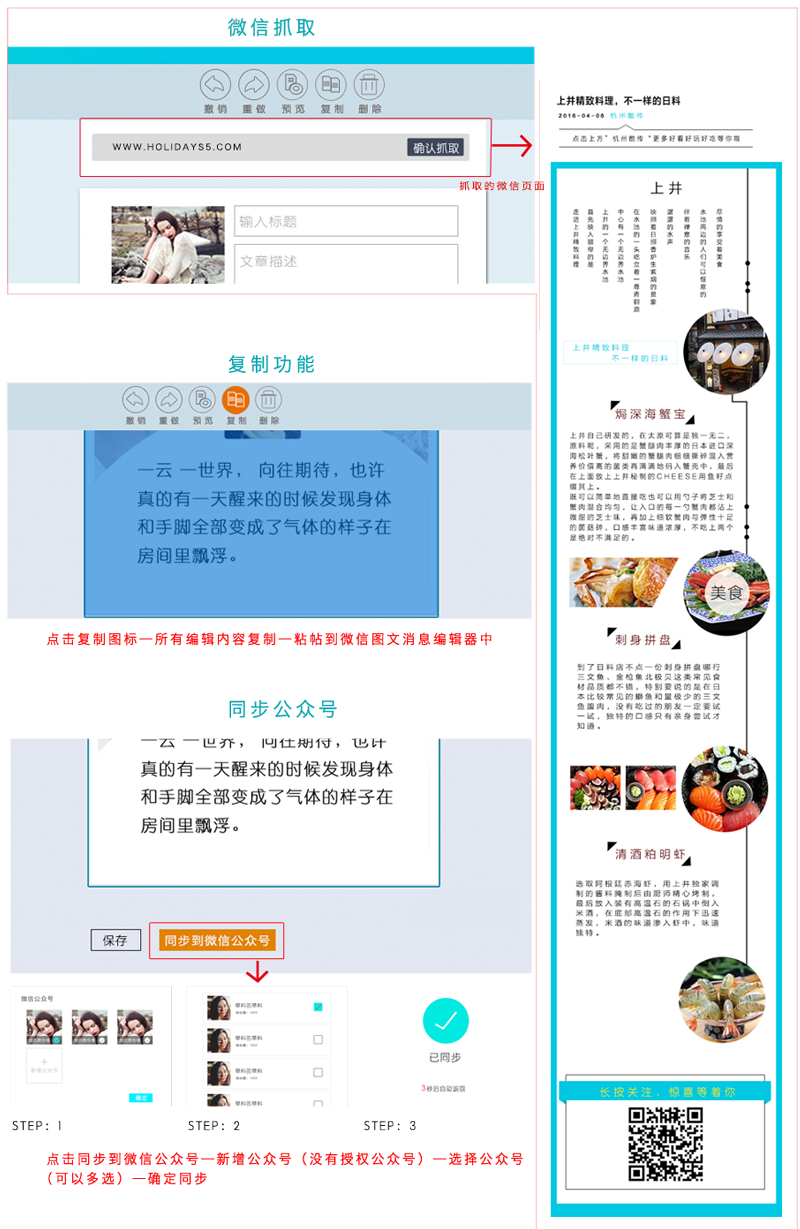 微信抓取
撤销
重做
预览
复制
删除
WWW.HOLIDAYS5.COM
确认抓取
抓取的微信页面
输入标题
文章描述
复制功能
撤销
重做
预览
复制
删除
一云 一世界， 向往期待，也许
真的有一天醒来的时候发现身体
和手脚全部变成了气体的样子在
房间里飘浮。
点击复制图标—所有编辑内容复制—粘帖到微信图文消息编辑器中
同步公众号
一云 一世界， 向往期待，也许
真的有一天醒来的时候发现身体
和手脚全部变成了气体的样子在
房间里飘浮。
保存
同步到微信公众号
微信公众号
新增公众号
确定
已同步
3秒后自动返回
STEP: 1
STEP: 2
STEP: 3
点击同步到微信公众号—新增公众号（没有授权公众号）—选择公众号
（可以多选）—确定同步
上井精致料理，不一样的日料
2016-04-06 杭州酷传
点击上方"杭州酷传"更多好看好玩好吃等你哦
上井
尽情的享受着美食
水池两边的人们可以惬意的
伴着禅意的音乐
潺潺的水声
映照着日照香炉生紫烟的景象
在水池的一头屹立着一尊青铜鼎
中心有一个无边界水池
上井的一个无边界水池
首先映入眼帘的是
走进上井精致料理
上井精致料理
不一样的日料
焗深海蟹宝
上井自己研发的，在太原可算是独一无二，
原料呢，采用的是蟹腿肉丰厚的日本进口深
海松叶蟹，将甜嫩的蟹腿肉细细撕碎混入营
养价值高的菌类再满满地码入蟹壳中，最后
在上面放上上井秘制的CHEESE用鱼籽点
缀其上。
既可以简单地直接吃也可以用勺子将芝士和
蟹肉混合均匀，让入口的每一勺蟹肉都沾上
微甜的芝士味，再加上细软蟹肉与弹性十足
的菌菇碎，口感丰富味道浓厚，不吃上两个
是绝对不满足的。
美食
刺身拼盘
到了日料店不点一份刺身拼盘哪行
三文鱼、金枪鱼北极贝这类常见食
材品质都不错。特别要说的是在日
本比较常见的鰤鱼和量极少的三文
鱼腹肉，没有吃过的朋友一定要试
一试，独特的口感只有亲身尝试才
知道。
清酒粕明虾
选取阿根廷赤海虾，用上井独家调
制的酱料腌制后由厨师精心烤制，
最后放入装有高温石的石锅中倒入
米酒，在底部高温石的作用下迅速
蒸发，米酒的味道渗入虾中，味道
独特。
长按关注，惊喜等着你